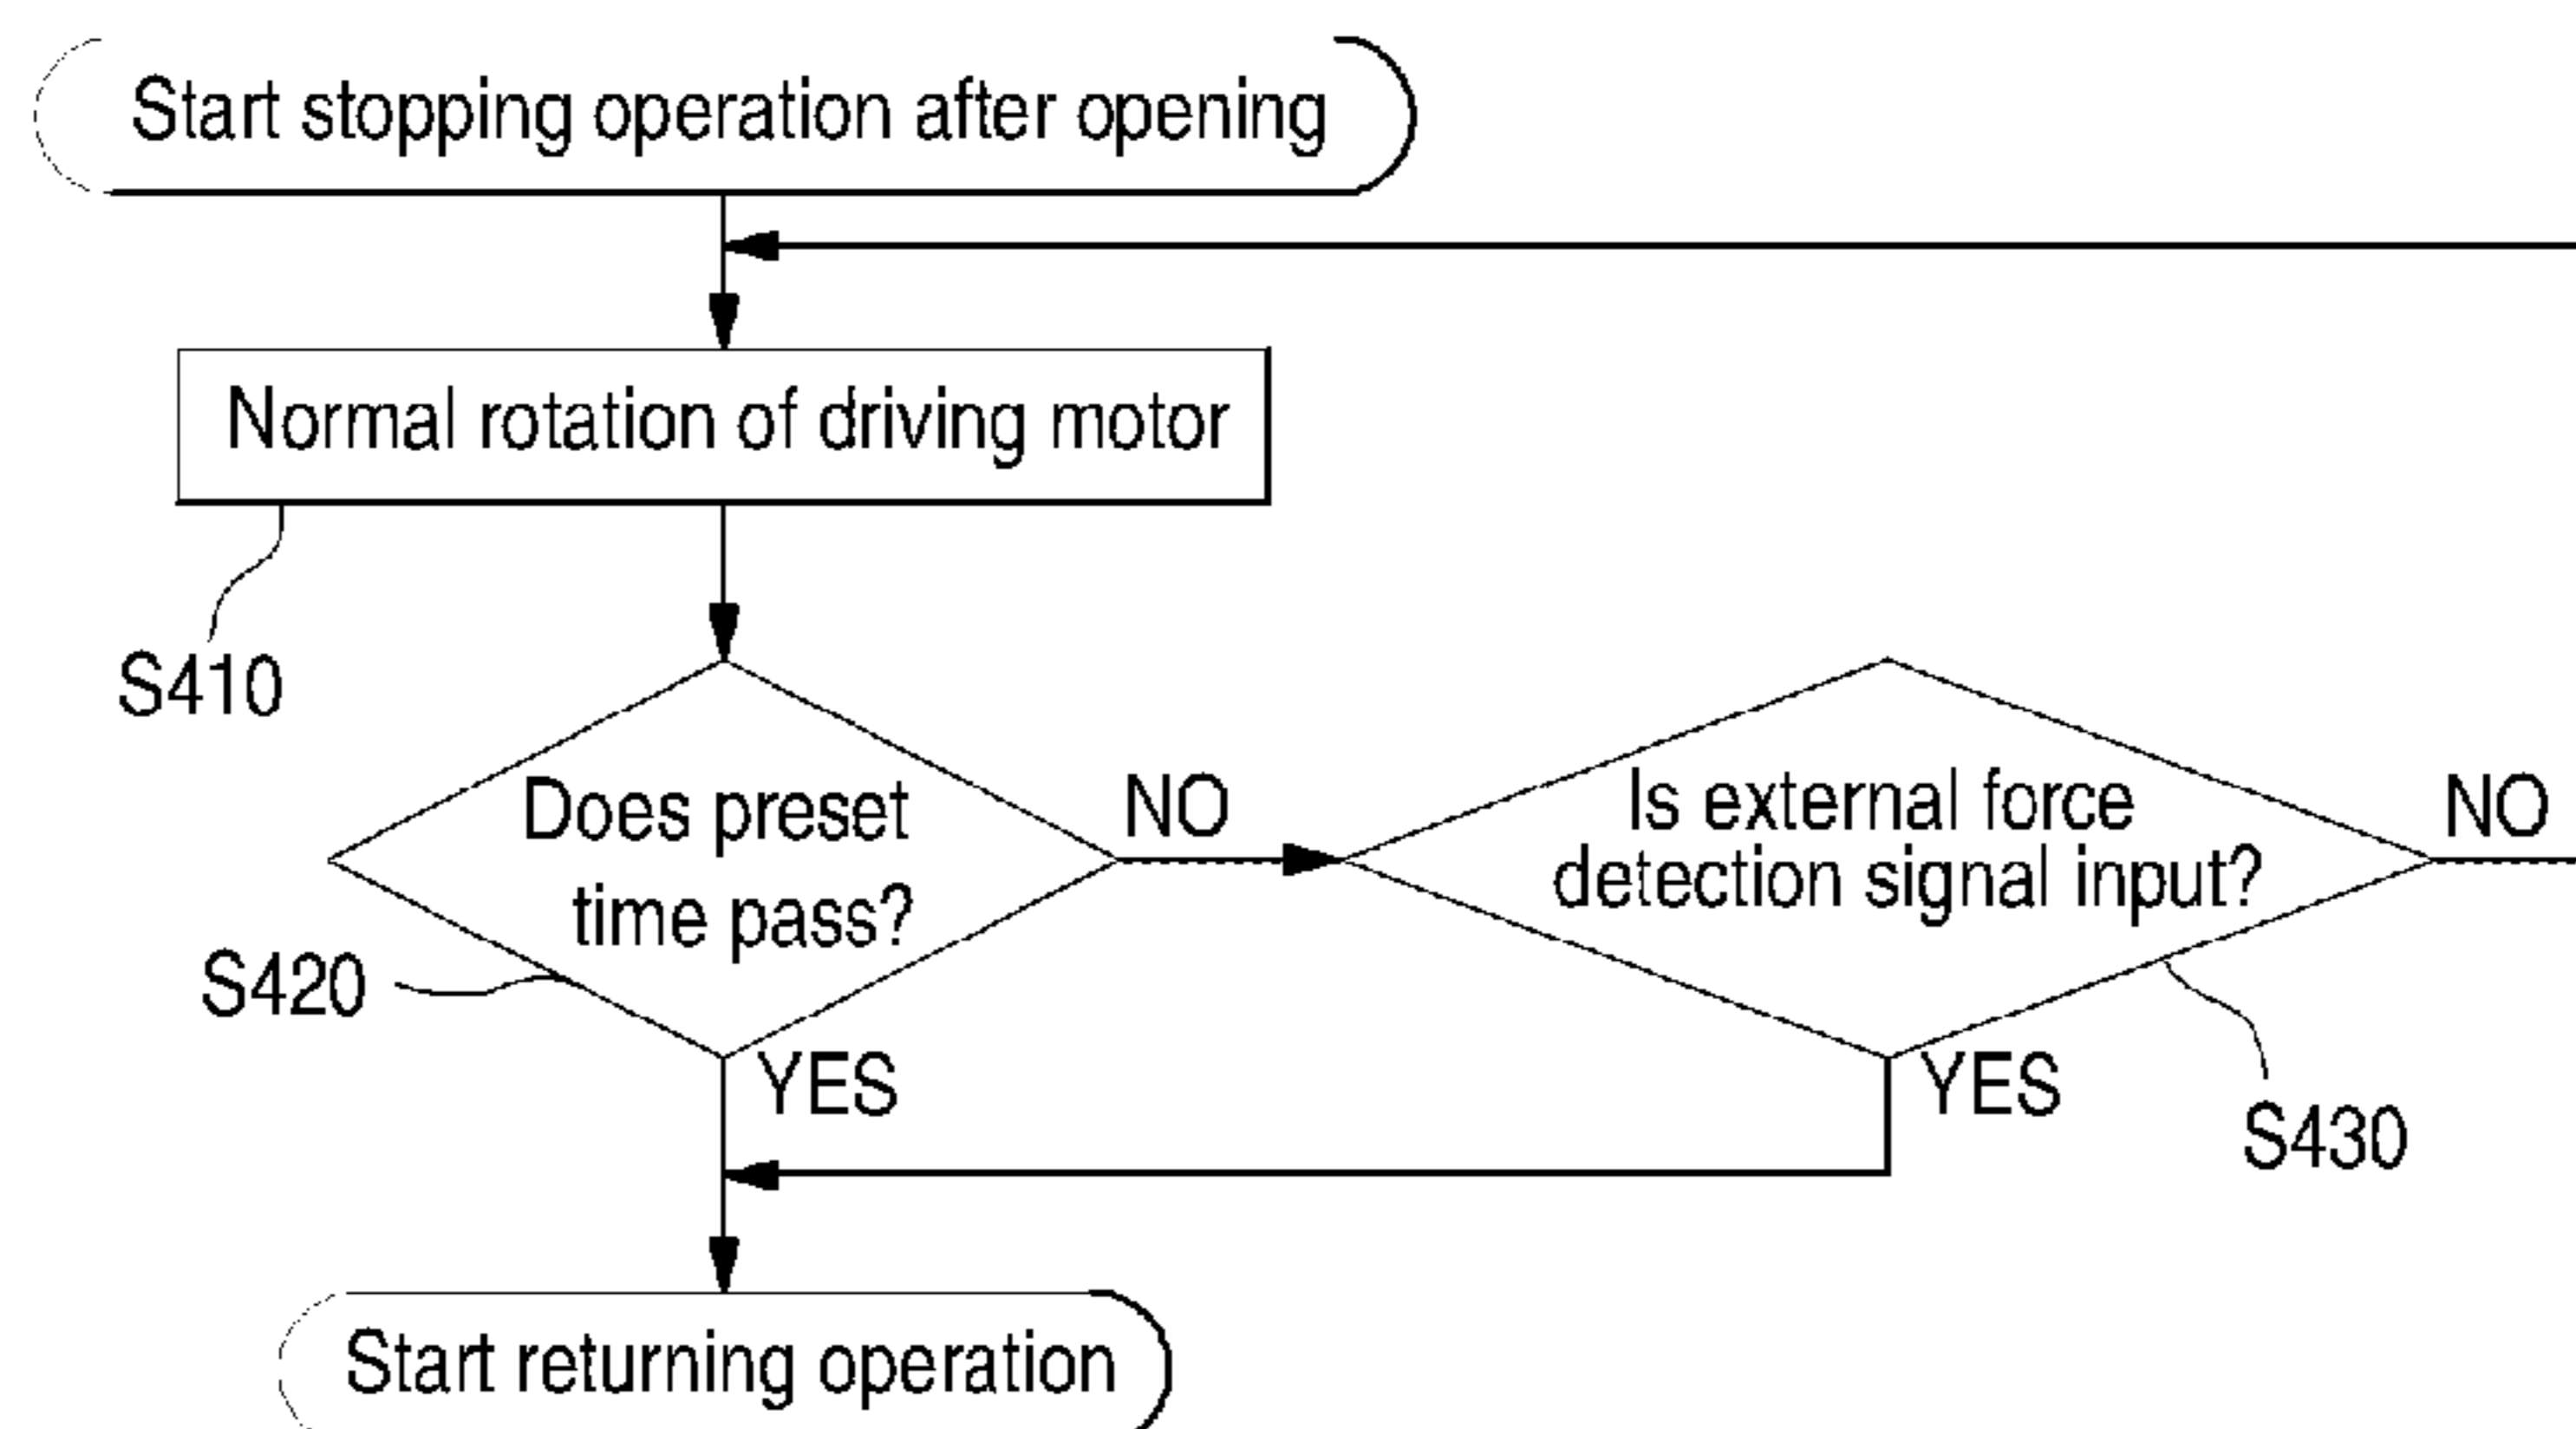 Start stopping operation after opening
Normal rotation of driving motor
S410
Does preset
time pass?
NO
Is external force
detection signal input?
NO
S420
YES
YES
S430
Start returning operation